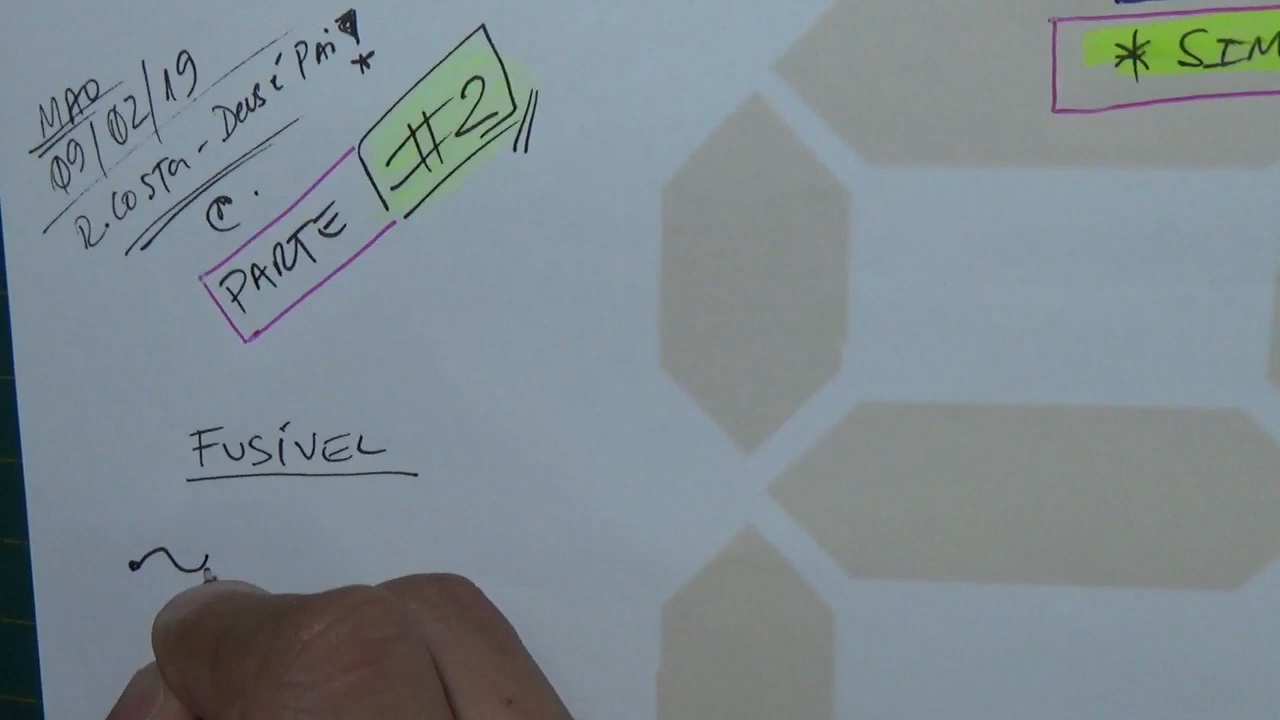 MAO
09/02/19
R. COSTA - DEUS é PAi! *
C.
PARTE #2
* SIM
FUSÍVEL